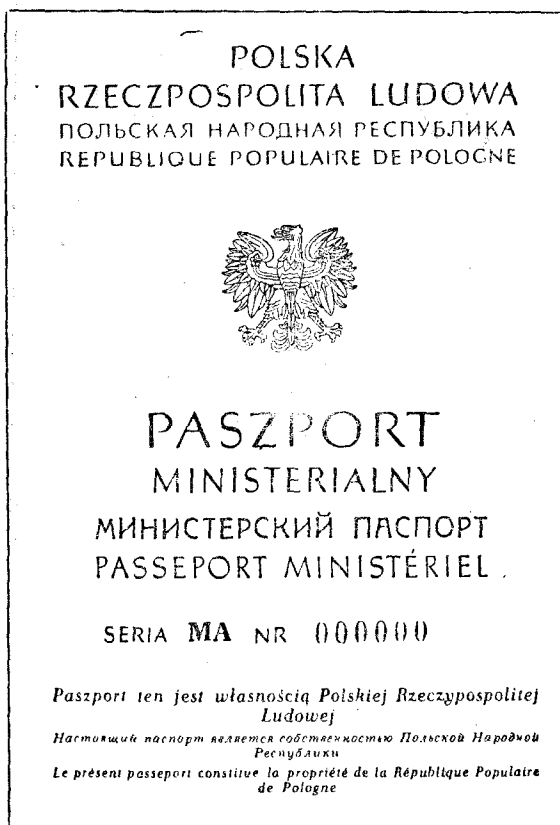 POLSKA
RZECZPOSPOLITA LUDOWA
ПОЛЬСКАЯ НАРОДНАЯ РЕСПУБЛИКА
REPUBLIQUE POPULAIRE DE POLOGNE
PASZPORT
MINISTERIALNY
МИНИСТЕРСКИЙ ПАСПОРТ
PASSEPORT MINISTÉRIEL
SERIA MA NR 000000
Paszport ten jest własnością Polskiej Rzeczypospolitej
Ludowej
Настоящий паспорт является собственностью Польской Народной
Республики
Le présent passeport constitue la propriété de la République Populaire
de Pologne